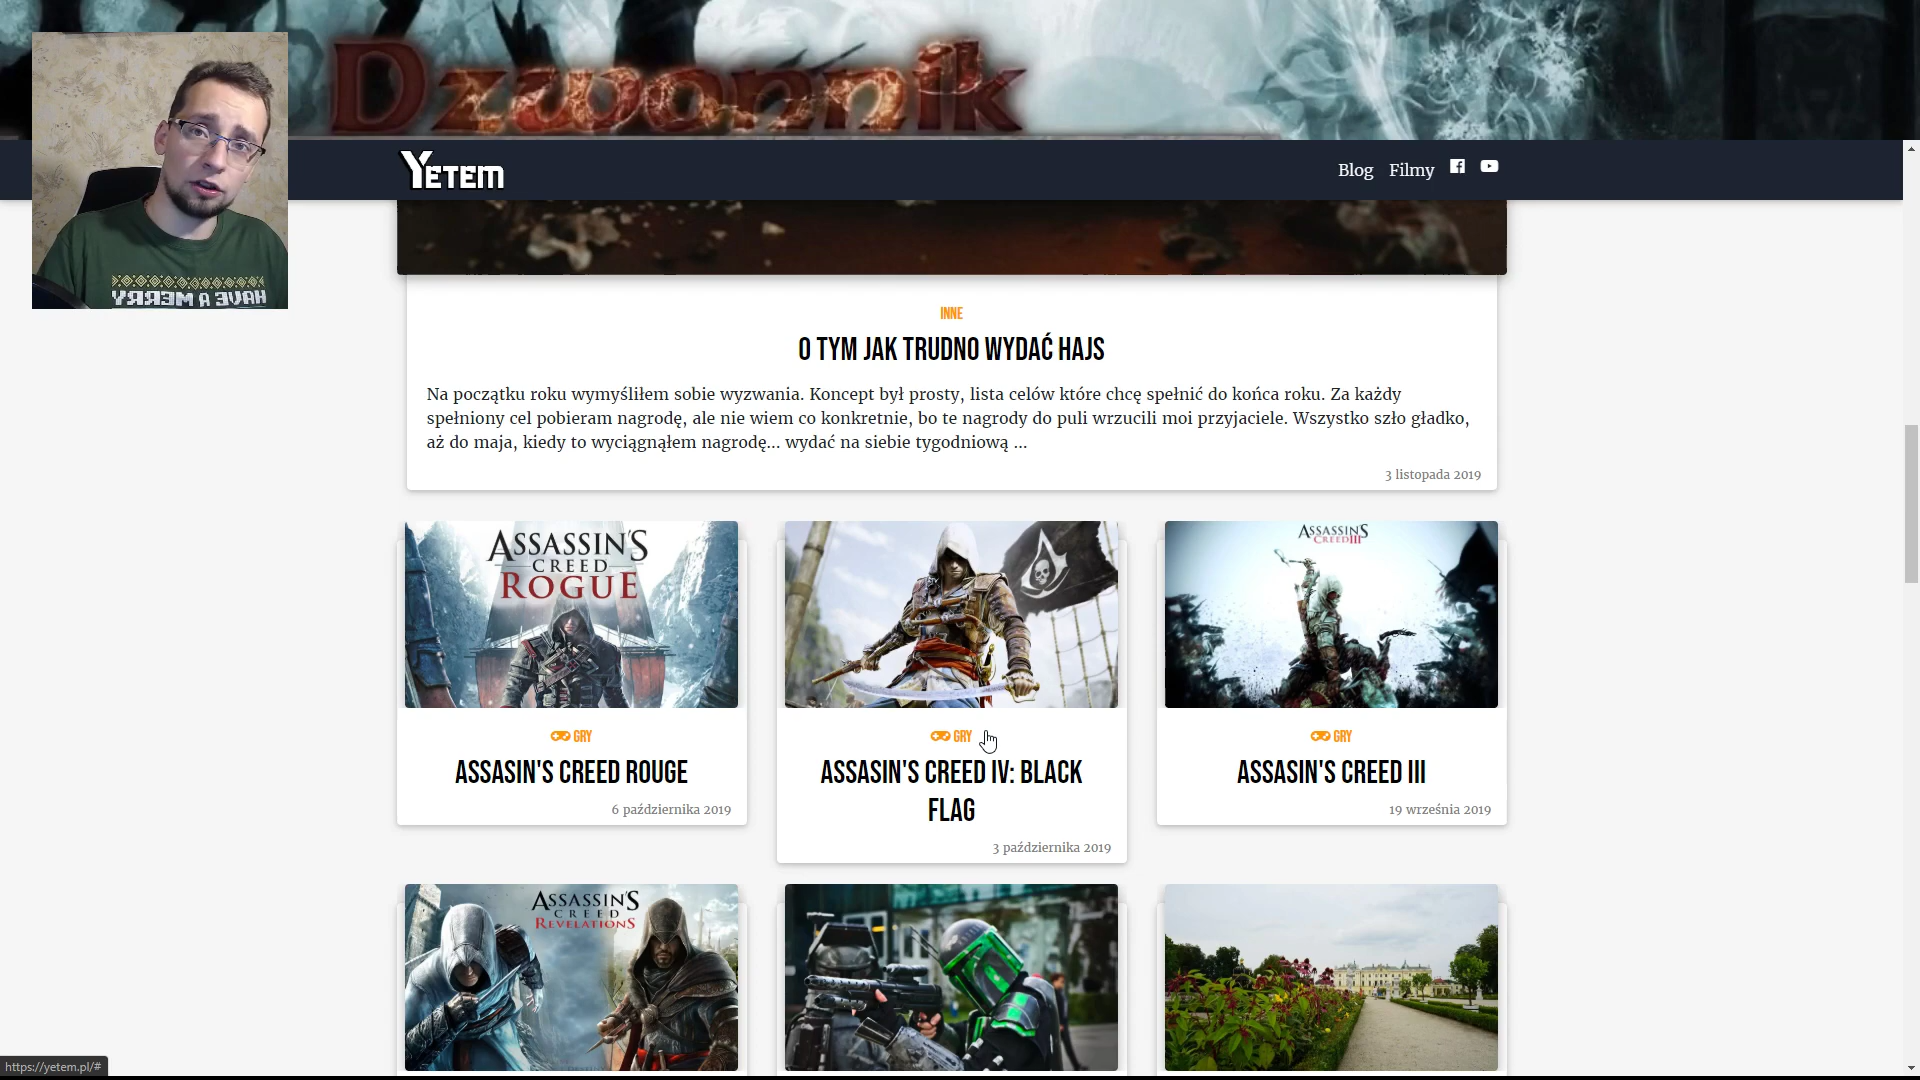 Dzwonnik
YETEM
Blog Filmy
HAVE A MERRY
INNE
O TYM JAK TRUDNO WYDAĆ HAJS
Na początku roku wymyśliłem sobie wyzwania. Koncept był prosty, lista celów które chcę spełnić do końca roku. Za każdy
spełniony cel pobieram nagrodę, ale nie wiem co konkretnie, bo te nagrody do puli wrzucili moi przyjaciele. Wszystko szło gładko,
aż do maja, kiedy to wyciągnąłem nagrodę... wydać na siebie tygodniową ...
3 listopada 2019
ASSASSIN'S
CREED
ROGUE
GRY
ASSASIN'S CREED ROUGE
6 października 2019
GRY
ASSASIN'S CREED IV: BLACK
FLAG
3 października 2019
ASSASSIN'S
CREED III
GRY
ASSASIN'S CREED III
19 września 2019
ASSASSIN'S
CREED
REVELATIONS
https://yetem.pl/#